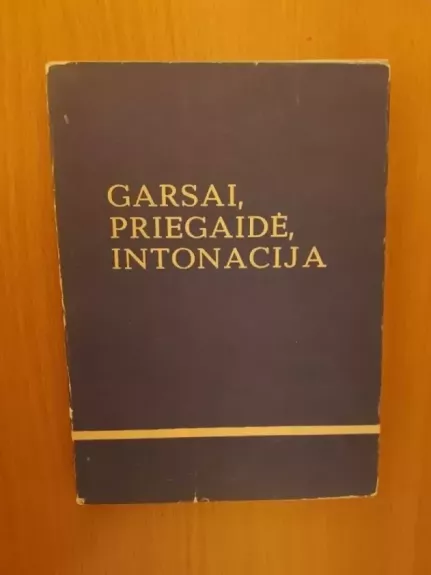 GARSAI,
PRIEGAIDĖ,
INTONACIJA